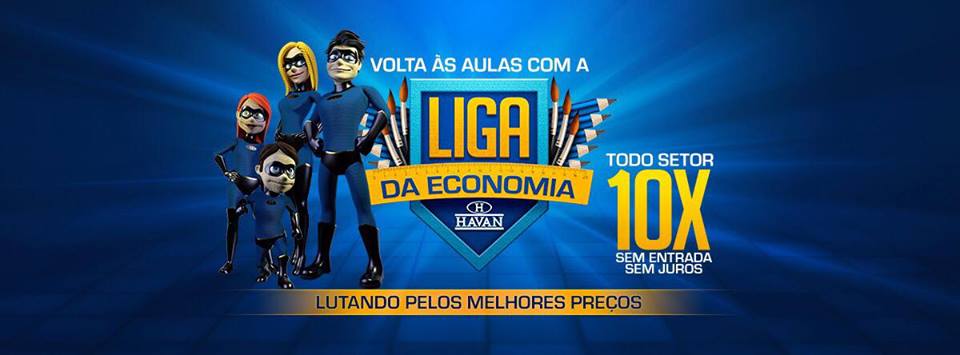 VOLTA ÀS AULAS COM A
LIGA
DA ECONOMIA
H
HAVAN
TODO SETOR
10X
SEM ENTRADA
SEM JUROS
LUTANDO PELOS MELHORES PREÇOS